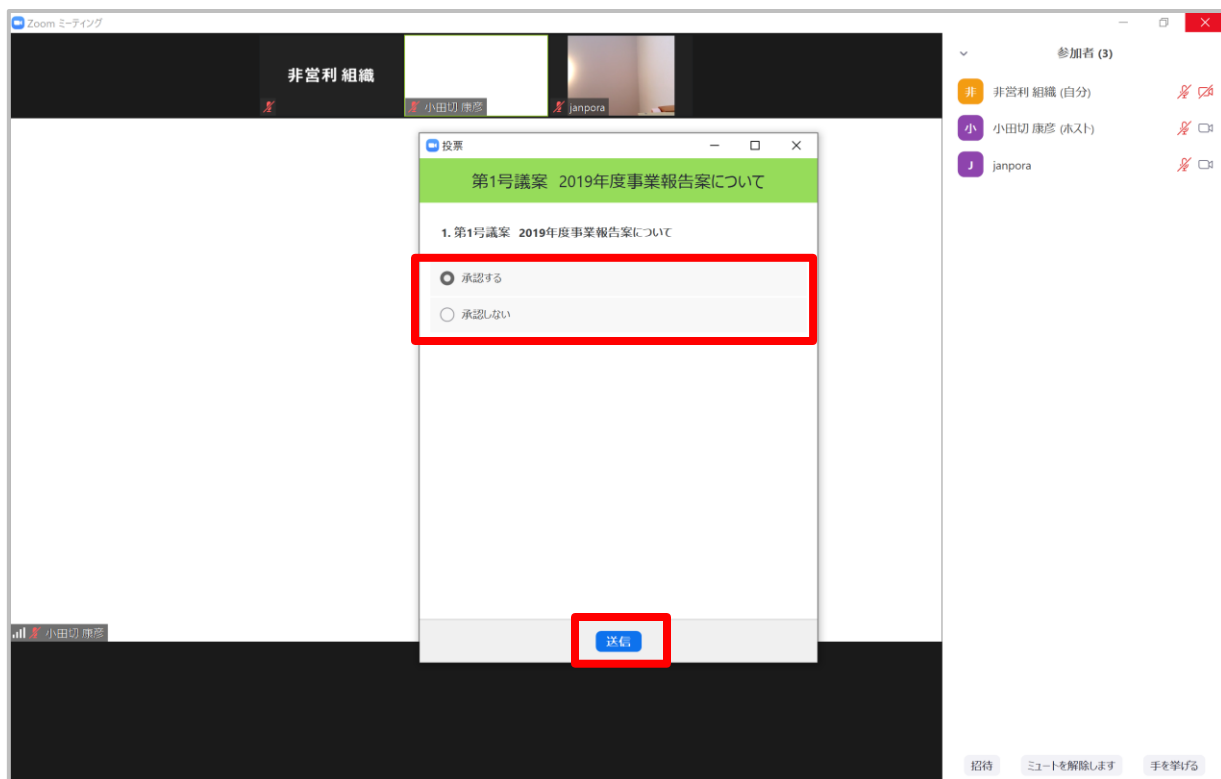 Zoom ミーティング
非営利 組織
小田切 康彦
janpora
参加者 (3)
非 非営利 組織 (自分)
小 小田切 康彦 (ホスト)
J janpora
投票
第1号議案 2019年度事業報告案について
1. 第1号議案 2019年度事業報告案について
承認する
承認しない
送信
小田切 康彦
招待 ミュートを解除します 手を挙げる